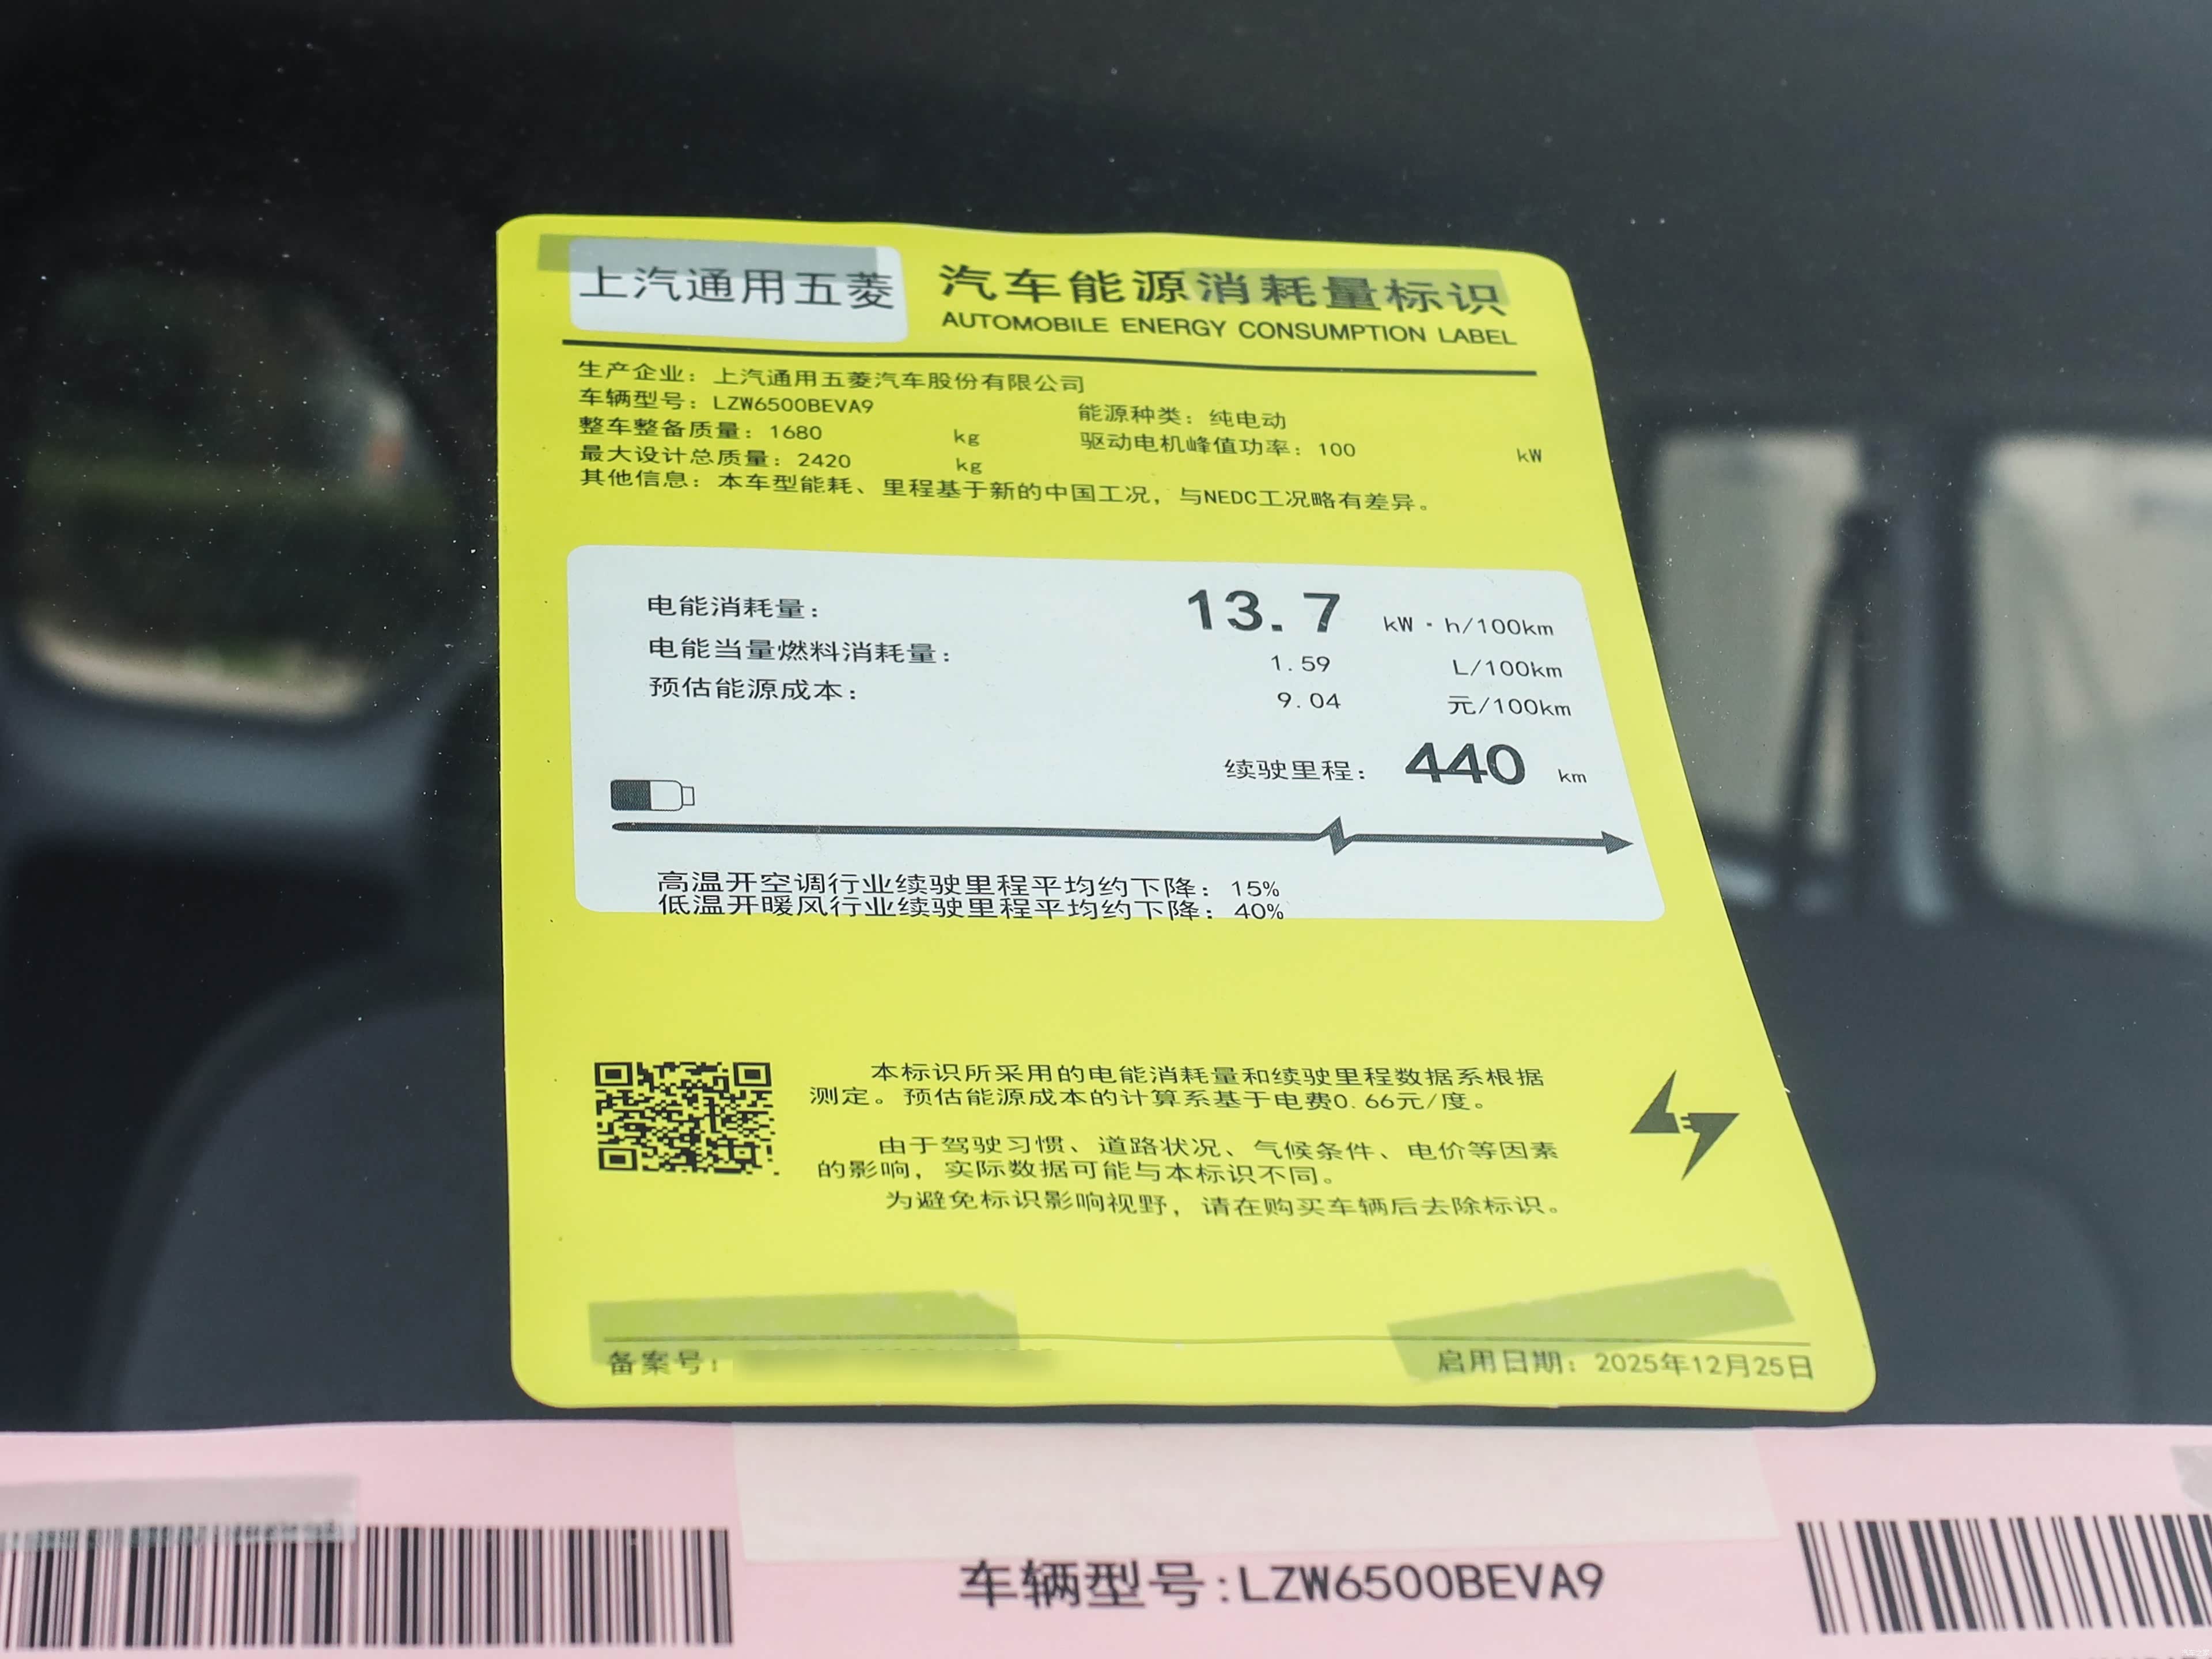 上汽通用五菱
汽车能源消耗量标识
AUTOMOBILE ENERGY CONSUMPTION LABEL
生产企业：上汽通用五菱汽车股份有限公司
车辆型号：LZW6500BEVA9 能源种类：纯电动
整车整备质量：1680 kg 驱动电机峰值功率：100 kW
最大设计总质量：2420 kg
其他信息：本车型能耗、里程基于新的中国工况，与NEDC工况略有差异。
电能消耗量： 13.7 kW·h/100km
电能当量燃料消耗量： 1.59 L/100km
预估能源成本： 9.04 元/100km
续驶里程： 440 km
高温开空调行业续驶里程平均约下降：15%
低温开暖风行业续驶里程平均约下降：40%
本标识所采用的电能消耗量和续驶里程数据系根据
测定。预估能源成本的计算系基于电费0.66元/度。
由于驾驶习惯、道路状况、气候条件、电价等因素
的影响，实际数据可能与本标识不同。
为避免标识影响视野，请在购买车辆后去除标识。
备案号： 启用日期：2025年12月25日
车辆型号:LZW6500BEVA9